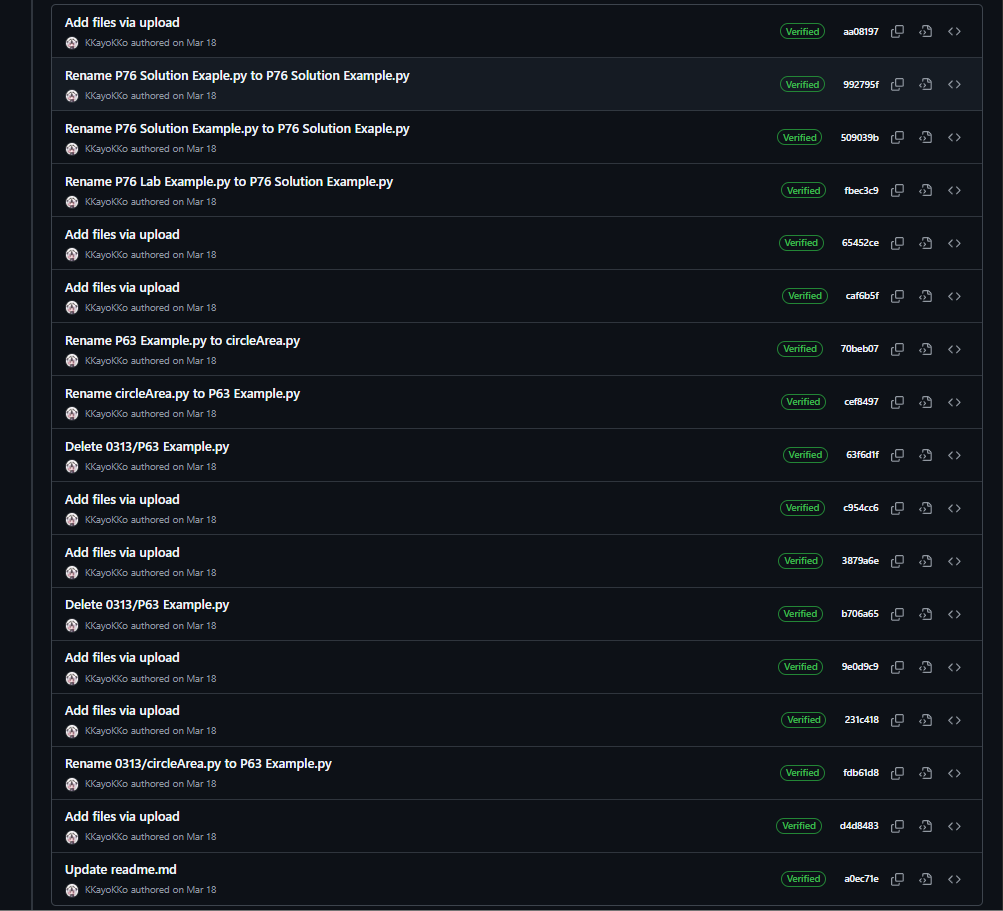 Add files via upload
KKayoKKo authored on Mar 18
Verified
aa08197
Rename P76 Solution Exaple.py to P76 Solution Example.py
KKayoKKo authored on Mar 18
Verified
992795f
Rename P76 Solution Example.py to P76 Solution Exaple.py
KKayoKKo authored on Mar 18
Verified
509039b
Rename P76 Lab Example.py to P76 Solution Example.py
KKayoKKo authored on Mar 18
Verified
fbec3c9
Add files via upload
KKayoKKo authored on Mar 18
Verified
65452ce
Add files via upload
KKayoKKo authored on Mar 18
Verified
caf6b5f
Rename P63 Example.py to circleArea.py
KKayoKKo authored on Mar 18
Verified
70beb07
Rename circleArea.py to P63 Example.py
KKayoKKo authored on Mar 18
Verified
cef8497
Delete 0313/P63 Example.py
KKayoKKo authored on Mar 18
Verified
63f6d1f
Add files via upload
KKayoKKo authored on Mar 18
Verified
c954cc6
Add files via upload
KKayoKKo authored on Mar 18
Verified
3879a6e
Delete 0313/P63 Example.py
KKayoKKo authored on Mar 18
Verified
b706a65
Add files via upload
KKayoKKo authored on Mar 18
Verified
9e0d9c9
Add files via upload
KKayoKKo authored on Mar 18
Verified
231c418
Rename 0313/circleArea.py to P63 Example.py
KKayoKKo authored on Mar 18
Verified
fdb61d8
Add files via upload
KKayoKKo authored on Mar 18
Verified
d4d8483
Update readme.md
KKayoKKo authored on Mar 18
Verified
a0ec71e